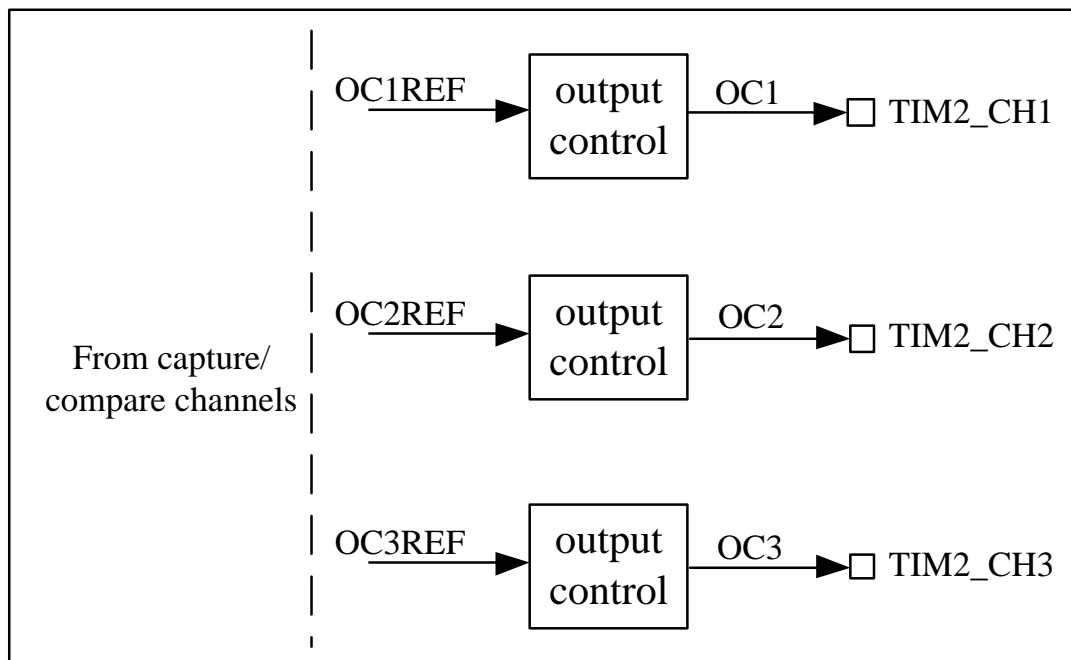 OC1REF
output
control
OC1
TIM2_CH1
From capture/
compare channels
OC2REF
output
control
OC2
TIM2_CH2
OC3REF
output
control
OC3
TIM2_CH3